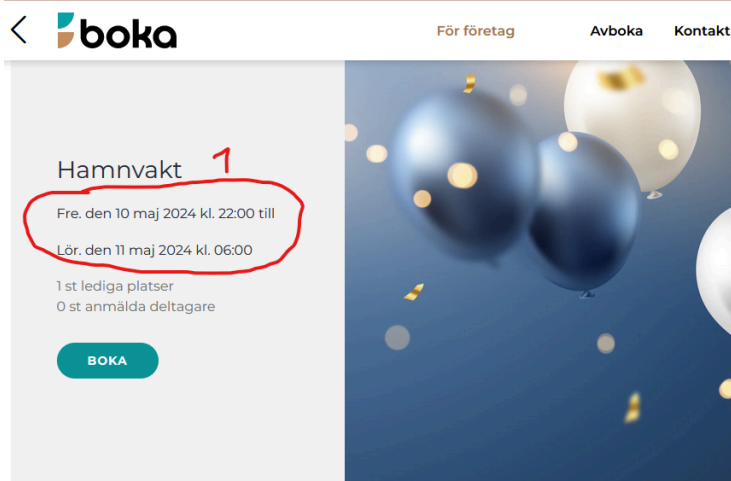 boka
För företag
Avboka
Kontakt
Hamnvakt 1
Fre. den 10 maj 2024 kl. 22:00 till
Lör. den 11 maj 2024 kl. 06:00
1 st lediga platser
0 st anmälda deltagare
BOKA